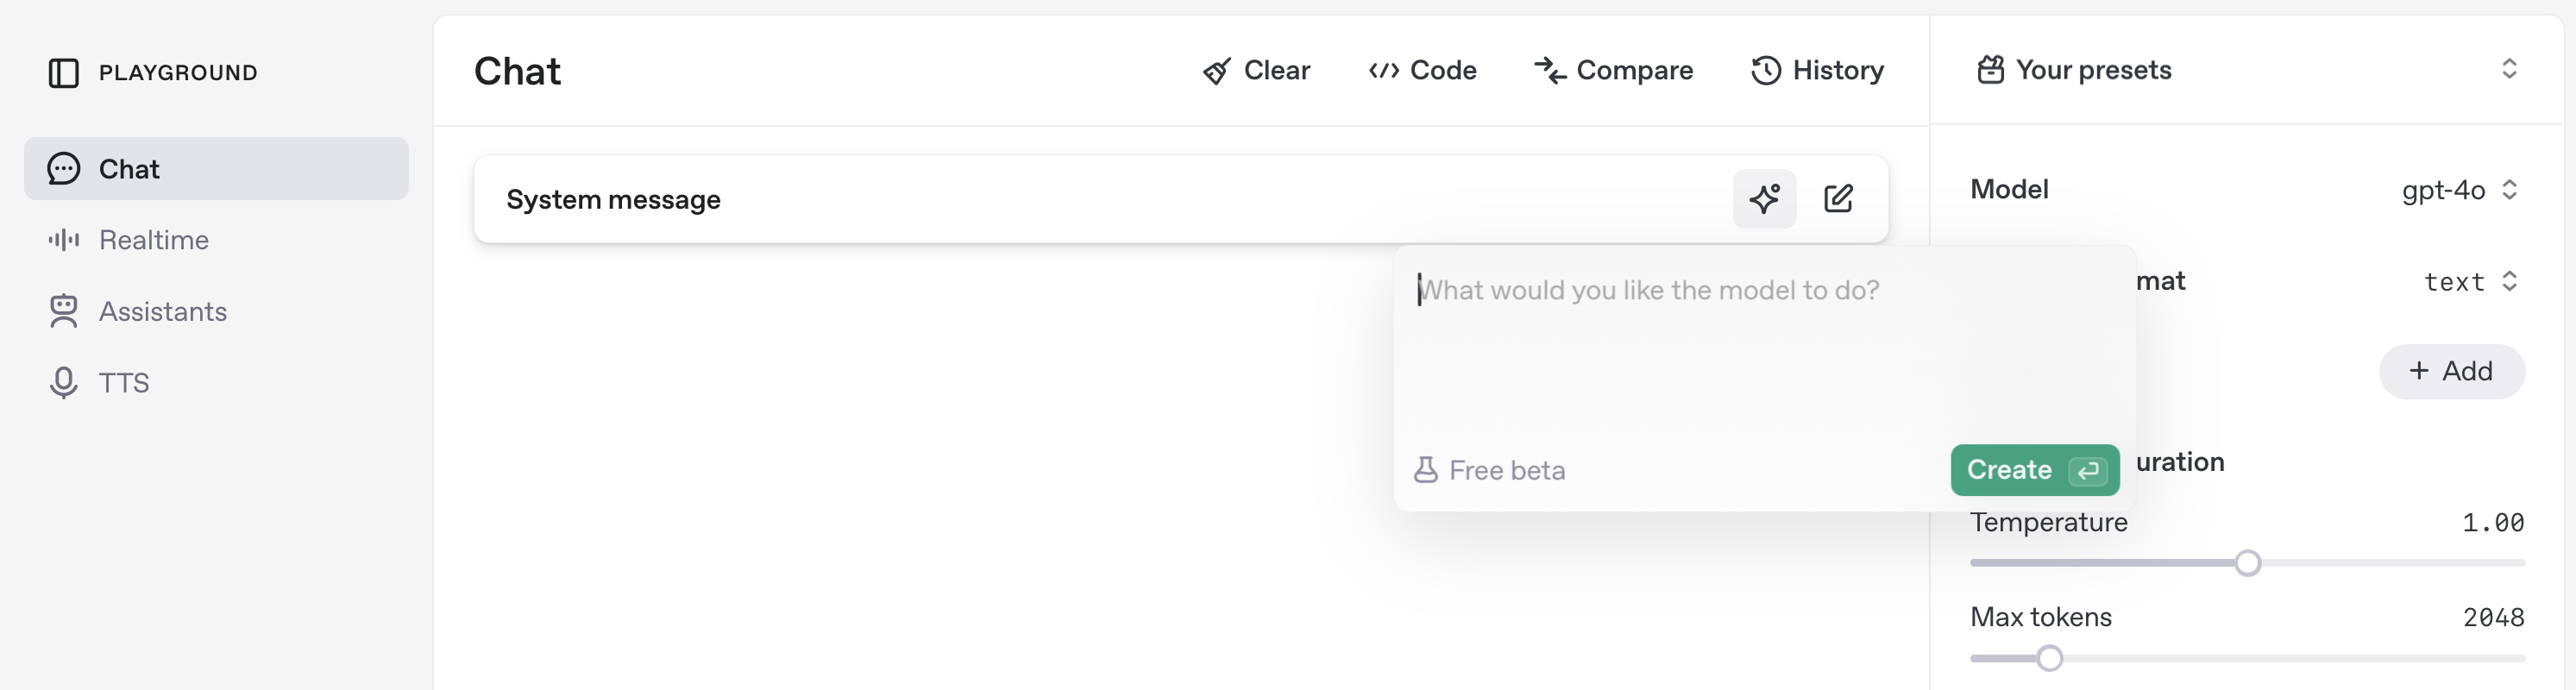 PLAYGROUND
Chat
Realtime
Assistants
TTS
Chat
Clear
Code
Compare
History
System message
What would you like the model to do?
Free beta
Create
Your presets
Model
gpt-4o
mat
text
+ Add
uration
Temperature
1.00
Max tokens
2048